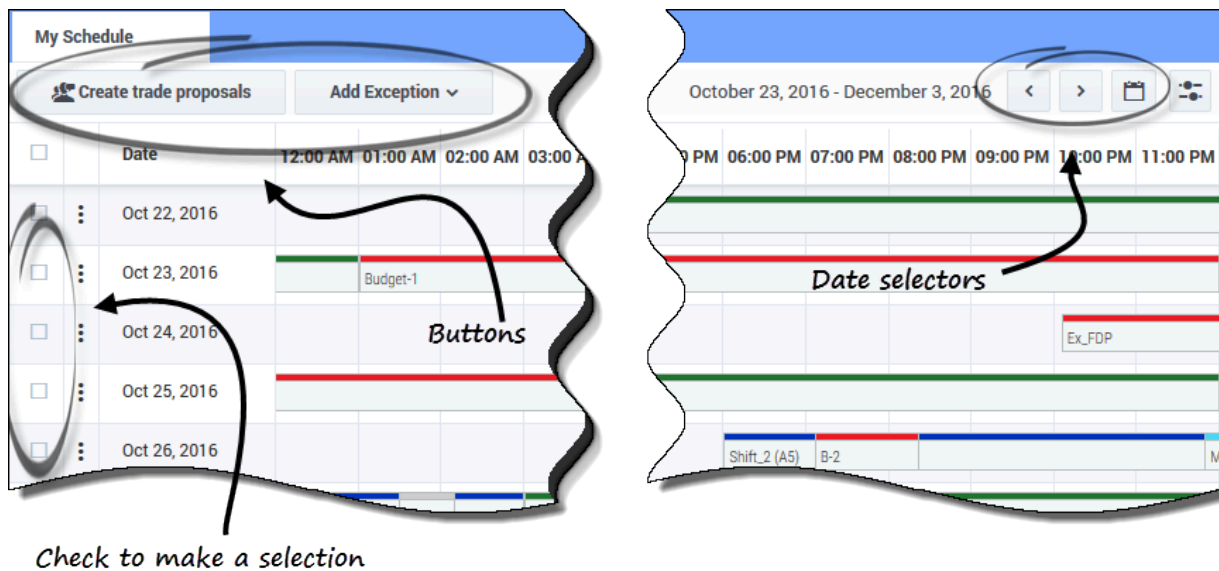 My Schedule
Create trade proposals
Add Exception
October 23, 2016 - December 3, 2016
Date 12:00 AM 01:00 AM 02:00 AM 03:00
PM 06:00 PM 07:00 PM 08:00 PM 09:00 PM 10:00 PM 11:00 PM
Oct 22, 2016
Oct 23, 2016
Budget-1
Date selectors
Oct 24, 2016
Buttons
Ex_FDP
Oct 25, 2016
Oct 26, 2016
Shift_2 (A5)
B-2
M
Check to make a selection